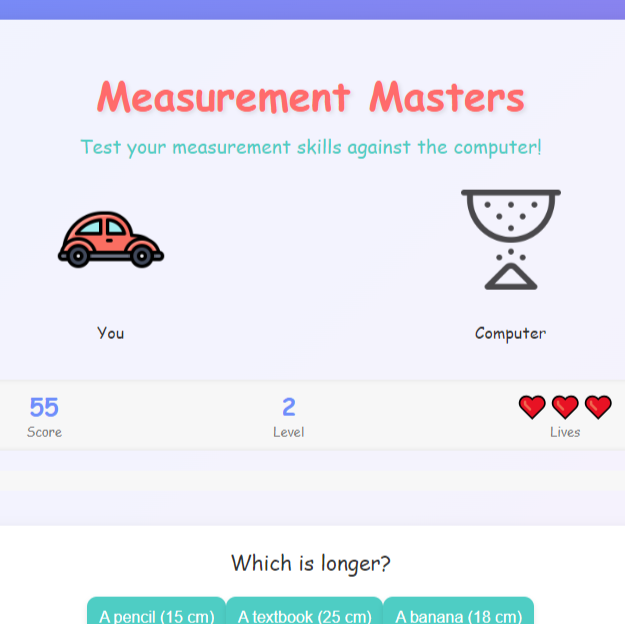 Measurement Masters
Test your measurement skills against the computer!
You
Computer
55
2
Score
Level
Lives
Which is longer?
A pencil (15 cm)
A textbook (25 cm)
A banana (18 cm)